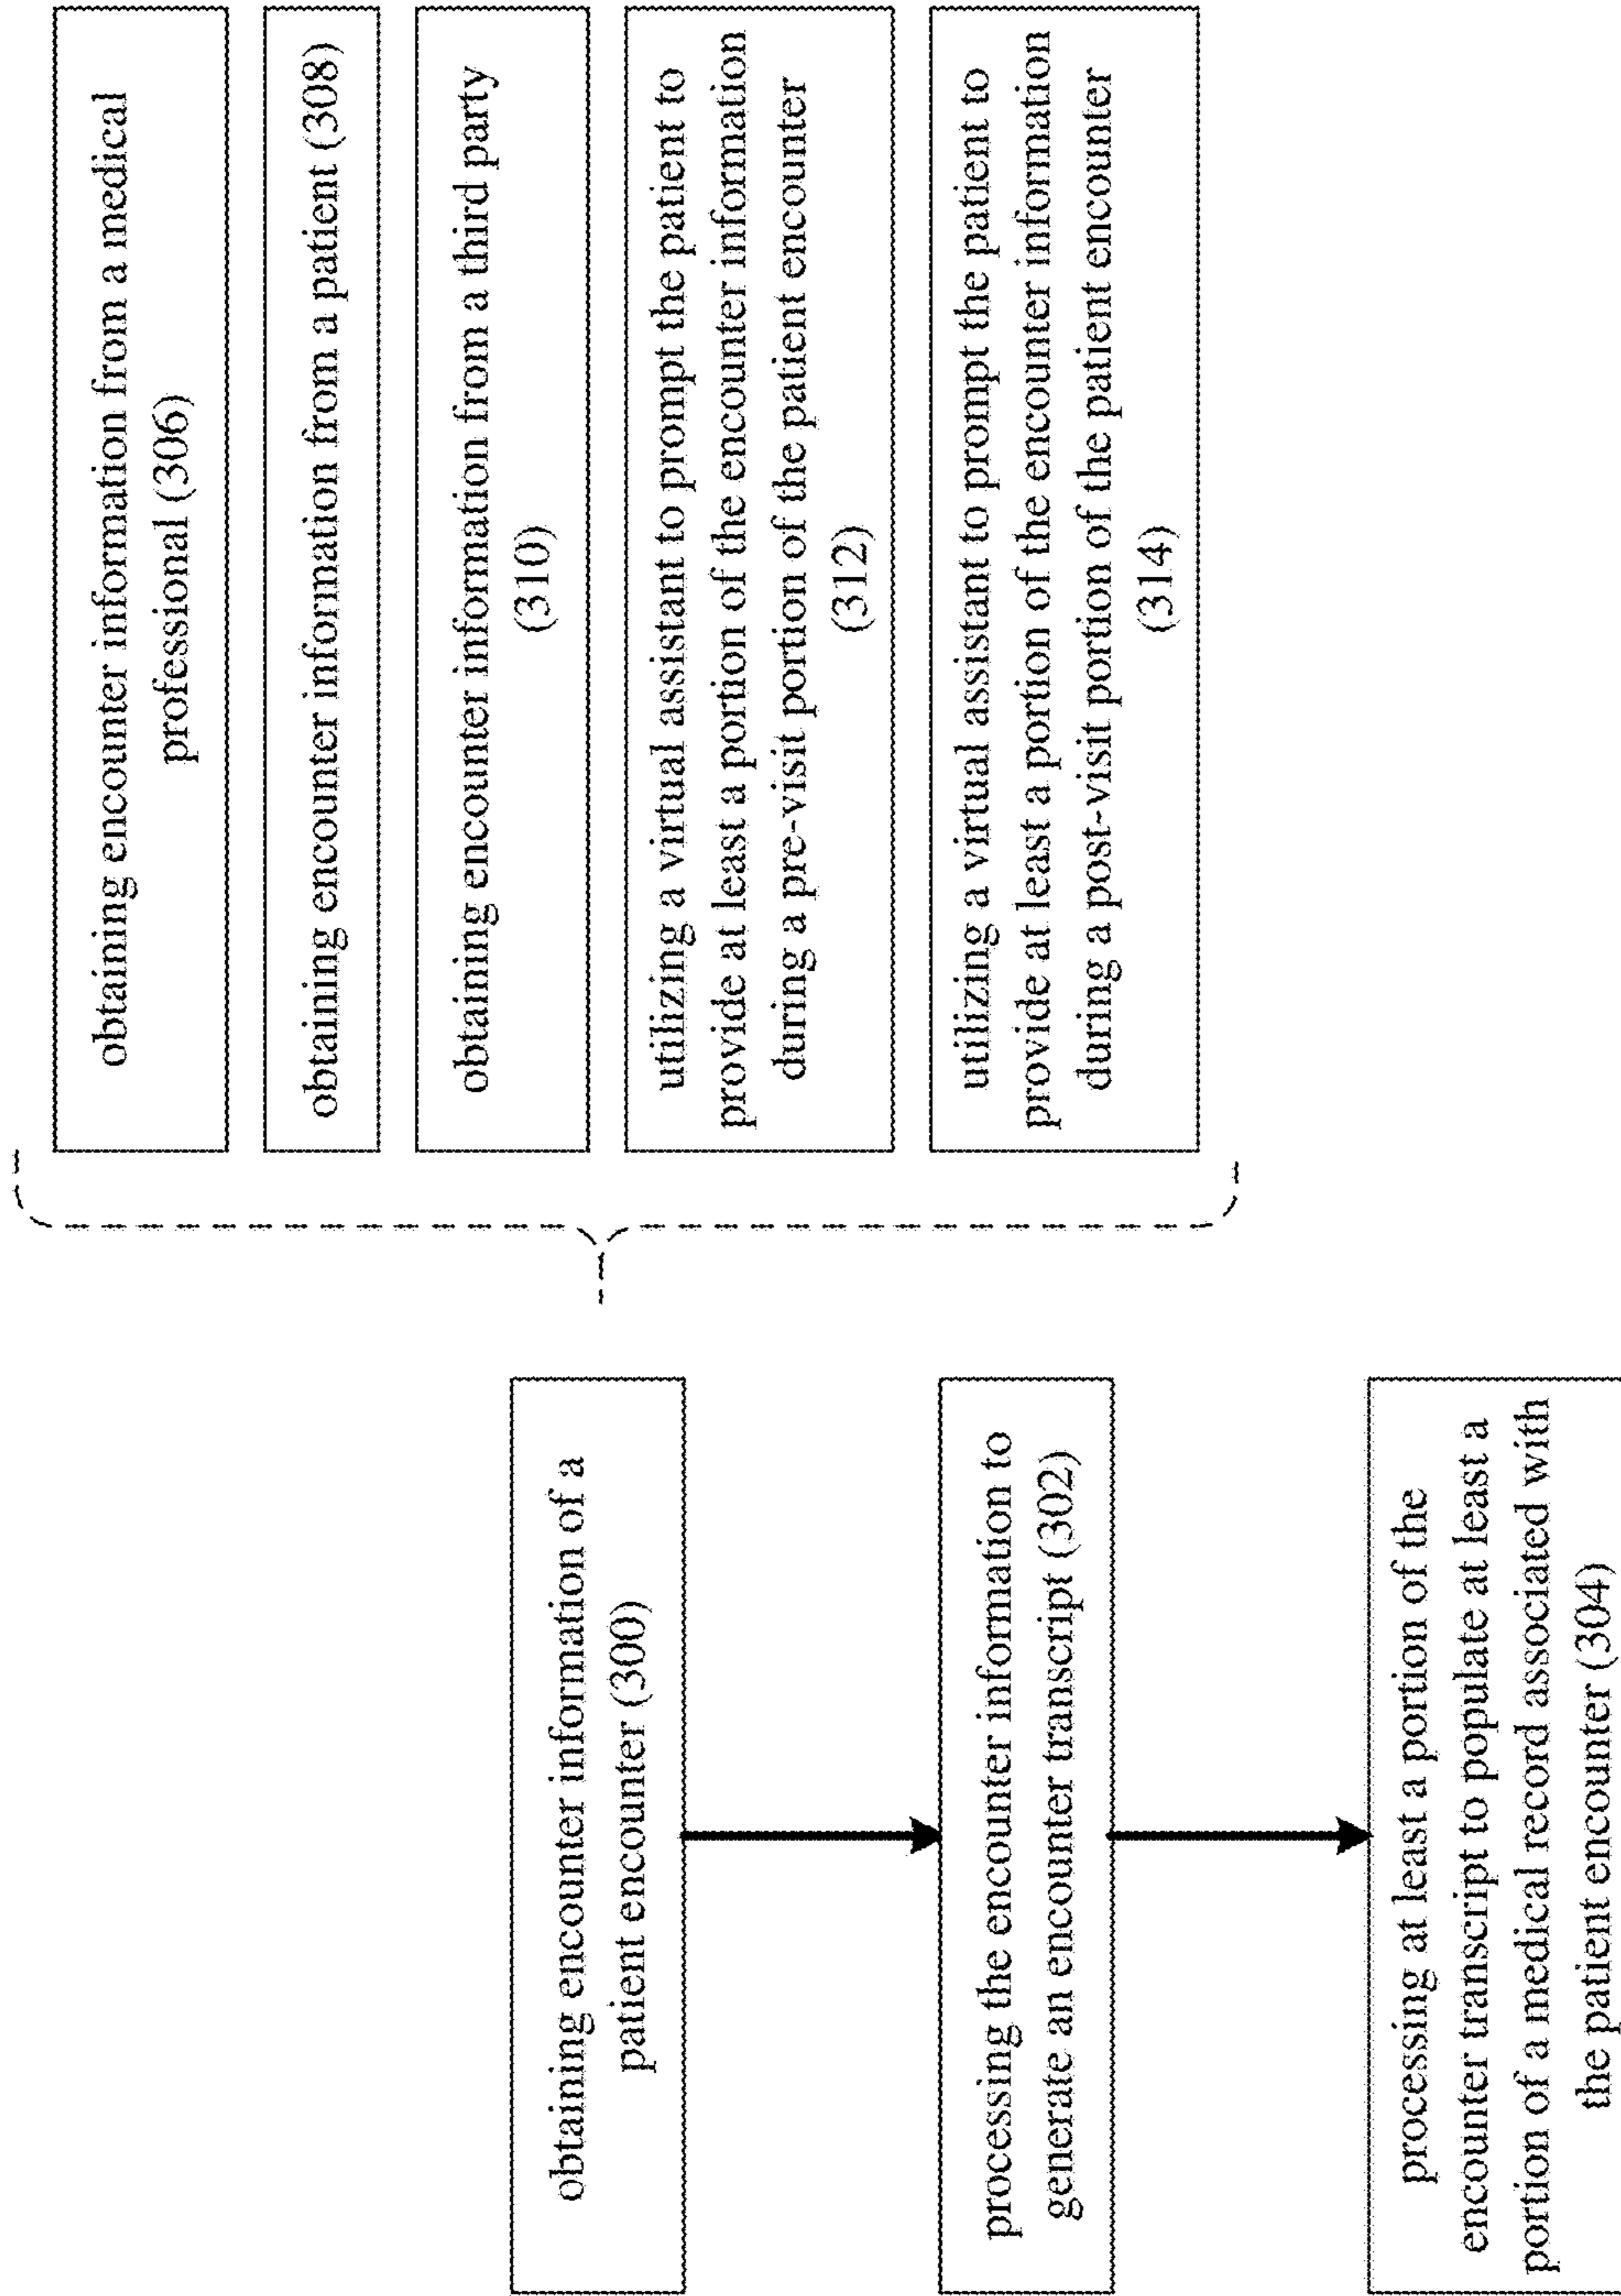 obtaining encounter information of a
patient encounter (300)
processing the encounter information to
generate an encounter transcript (302)
processing at least a portion of the
encounter transcript to populate at least a
portion of a medical record associated with
the patient encounter (304)
obtaining encounter information from a medical
professional (306)
obtaining encounter information from a patient (308)
obtaining encounter information from a third party
(310)
utilizing a virtual assistant to prompt the patient to
provide at least a portion of the encounter information
during a pre-visit portion of the patient encounter
(312)
utilizing a virtual assistant to prompt the patient to
provide at least a portion of the encounter information
during a post-visit portion of the patient encounter
(314)